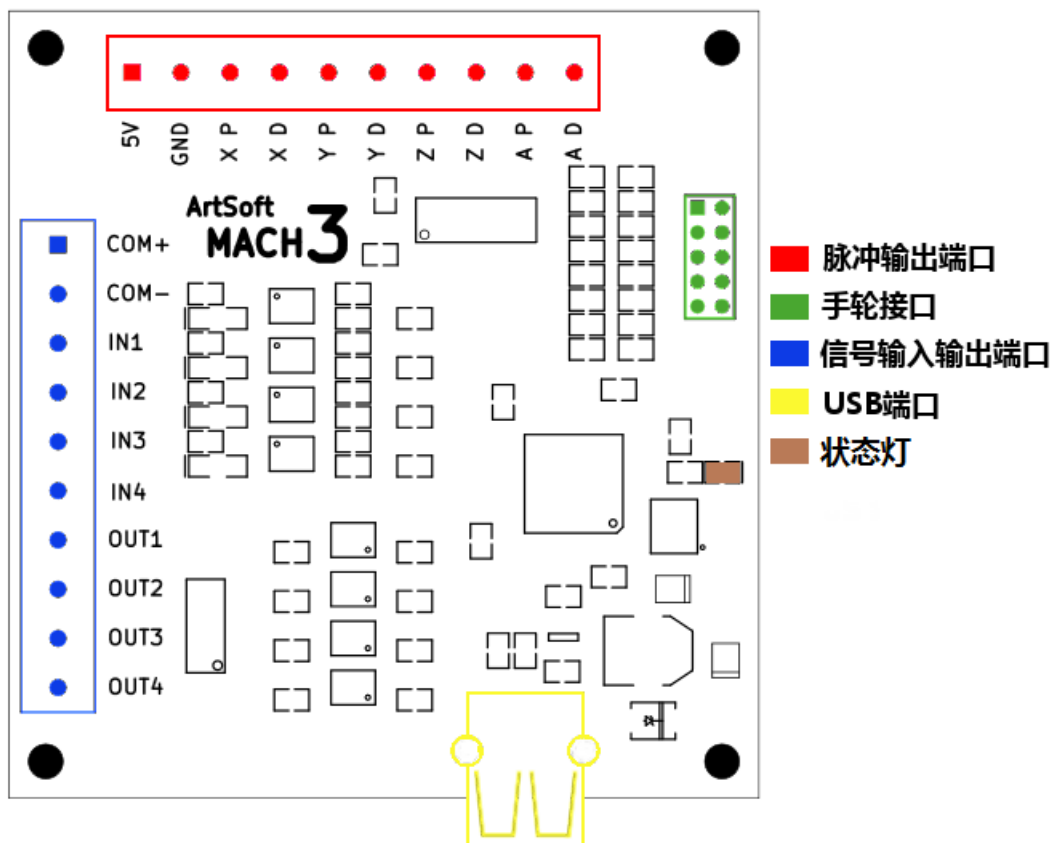 5V
GND
X P
X D
Y P
Y D
Z P
Z D
A P
A D
ArtSoft
MACH3
COM+
COM-
IN1
IN2
IN3
IN4
OUT1
OUT2
OUT3
OUT4
脉冲输出端口
手轮接口
信号输入输出端口
USB端口
状态灯